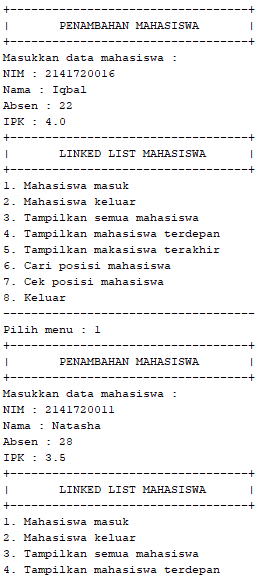 +----------------------------------+
|       PENAMBAHAN MAHASISWA       |
+----------------------------------+
Masukkan data mahasiswa :
NIM : 2141720016
Nama : Iqbal
Absen : 22
IPK : 4.0
+----------------------------------+
|       LINKED LIST MAHASISWA      |
+----------------------------------+
1. Mahasiswa masuk
2. Mahasiswa keluar
3. Tampilkan semua mahasiswa
4. Tampilkan mahasiswa terdepan
5. Tampilkan makasiswa terakhir
6. Cari posisi mahasiswa
7. Cek posisi mahasiswa
8. Keluar
------------------------------------
Pilih menu : 1
+----------------------------------+
|       PENAMBAHAN MAHASISWA       |
+----------------------------------+
Masukkan data mahasiswa :
NIM : 2141720011
Nama : Natasha
Absen : 28
IPK : 3.5
+----------------------------------+
|       LINKED LIST MAHASISWA      |
+----------------------------------+
1. Mahasiswa masuk
2. Mahasiswa keluar
3. Tampilkan semua mahasiswa
4. Tampilkan mahasiswa terdepan